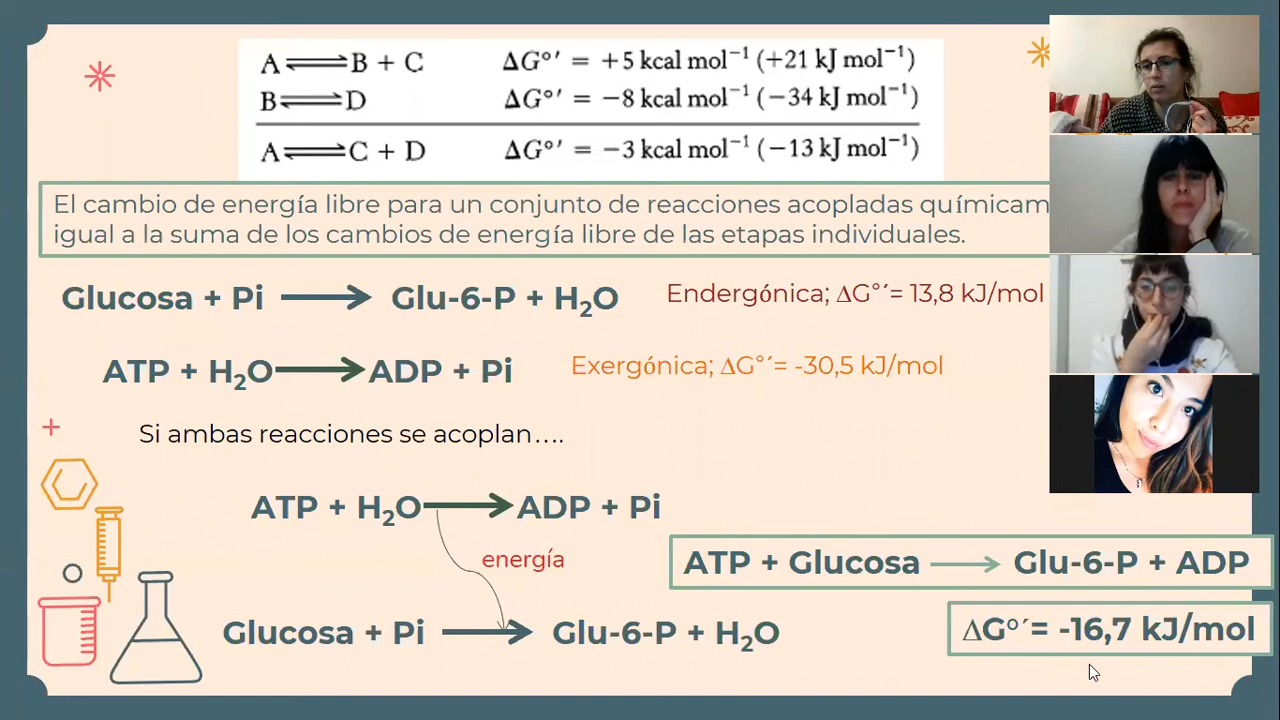 A ⇌ B + C ΔG°′ = +5 kcal mol⁻¹ (+21 kJ mol⁻¹)
B ⇌ D ΔG°′ = −8 kcal mol⁻¹ (−34 kJ mol⁻¹)
A ⇌ C + D ΔG°′ = −3 kcal mol⁻¹ (−13 kJ mol⁻¹)
El cambio de energía libre para un conjunto de reacciones acopladas químicam
igual a la suma de los cambios de energía libre de las etapas individuales.
Glucosa + Pi → Glu-6-P + H₂O Endergónica; ΔG°´= 13,8 kJ/mol
ATP + H₂O → ADP + Pi Exergónica; ΔG°´= -30,5 kJ/mol
Si ambas reacciones se acoplan....
ATP + H₂O → ADP + Pi
energía
ATP + Glucosa → Glu-6-P + ADP
Glucosa + Pi → Glu-6-P + H₂O
ΔG°´= -16,7 kJ/mol